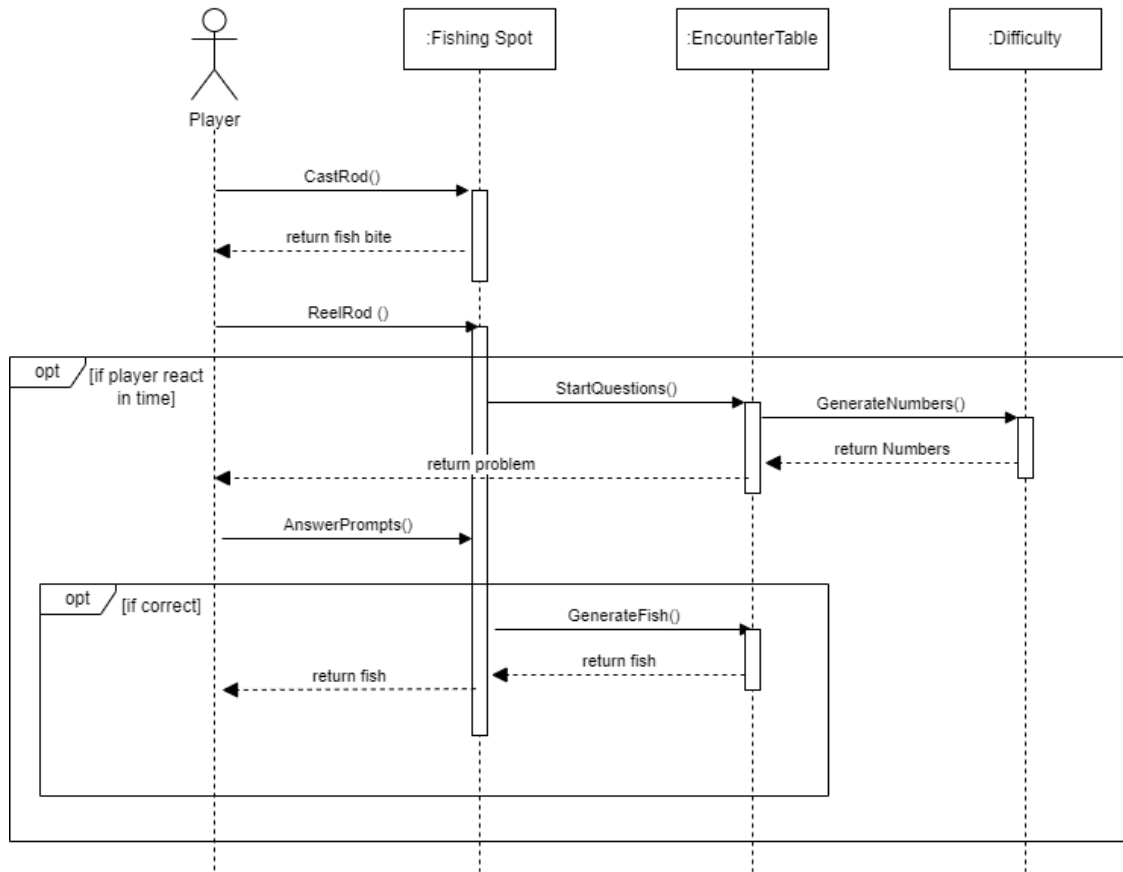 :Fishing Spot
:EncounterTable
:Difficulty
Player
CastRod()
return fish bite
ReelRod ()
opt
[if player react
in time]
StartQuestions()
GenerateNumbers()
return Numbers
return problem
AnswerPrompts()
opt
[if correct]
GenerateFish()
return fish
return fish